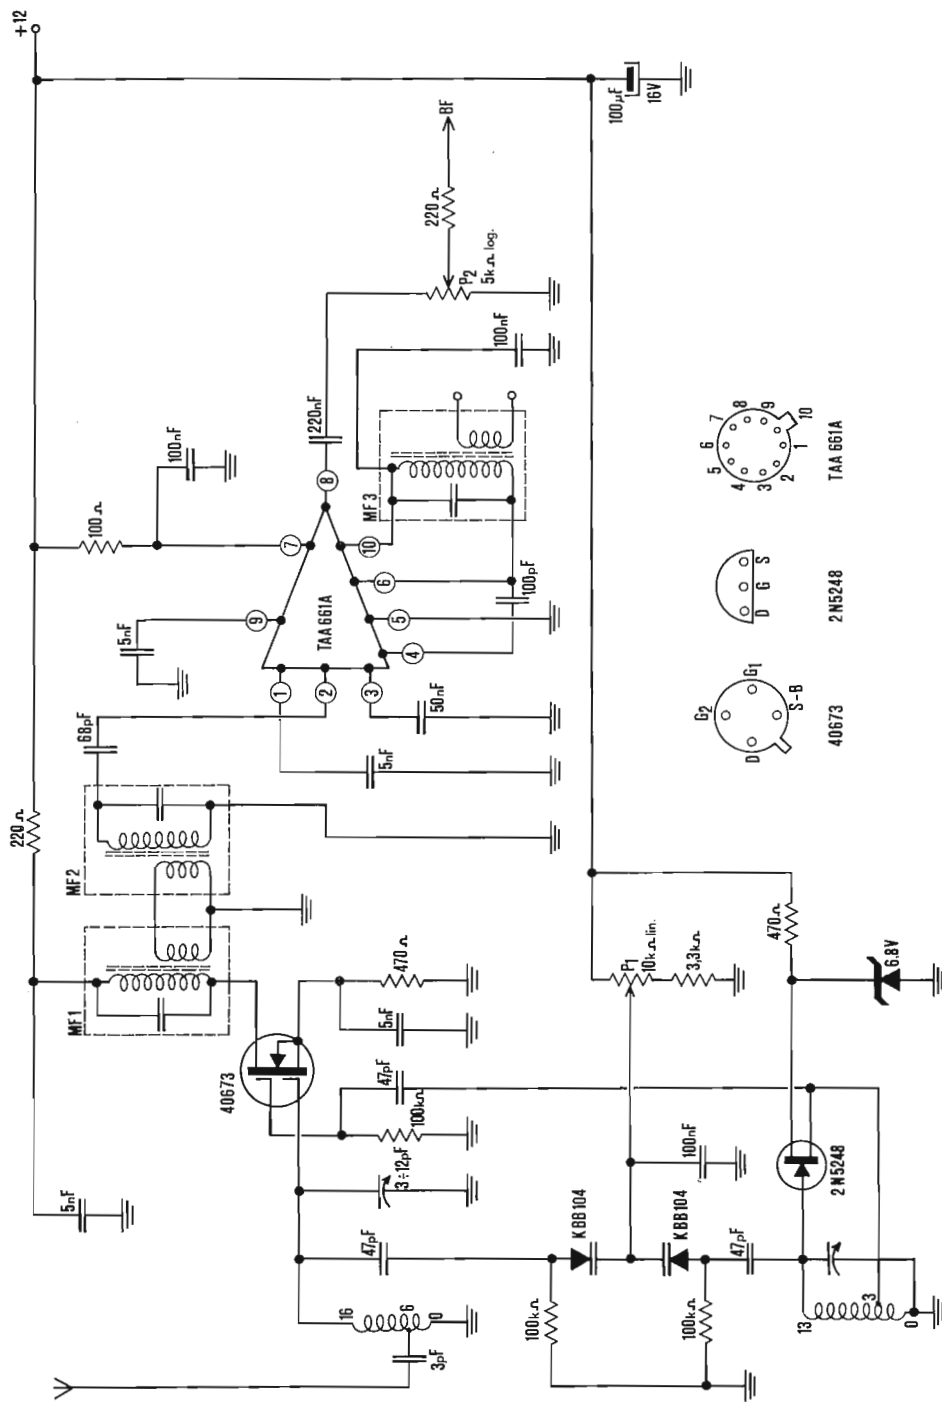 +12
220Ω
5nF
MF1
MF2
68pF
5nF
100Ω
100nF
9
7
1
2
3
TAA 661A
8
220nF
10
6
5
4
MF3
100pF
100nF
220Ω
BF
P2
5kΩ log.
5nF
50nF
40673
5nF
470Ω
47pF
100kΩ
3÷12pF
47pF
16
6
0
3pF
100kΩ
KBB104
KBB104
100kΩ
47pF
100nF
P1
10kΩ lin.
3,3kΩ
470Ω
6.8V
2N5248
13
3
0
100µF
16V
G2
G1
D
S-B
40673
D
G
S
2N5248
1
2
3
4
5
6
7
8
9
10
TAA 661A